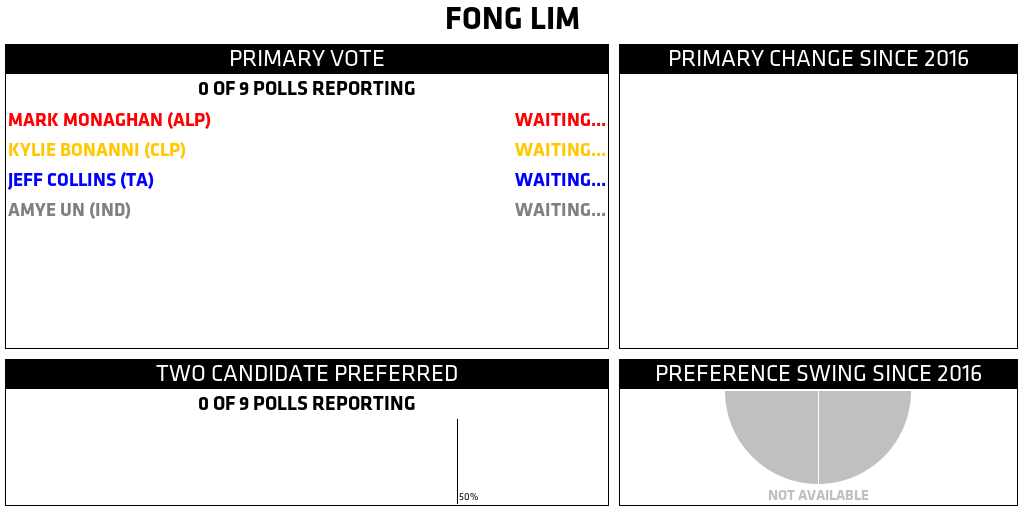 FONG LIM
PRIMARY VOTE
0 OF 9 POLLS REPORTING
MARK MONAGHAN (ALP) WAITING...
KYLIE BONANNI (CLP) WAITING...
JEFF COLLINS (TA) WAITING...
AMYE UN (IND) WAITING...
PRIMARY CHANGE SINCE 2016
TWO CANDIDATE PREFERRED
0 OF 9 POLLS REPORTING
50%
PREFERENCE SWING SINCE 2016
NOT AVAILABLE